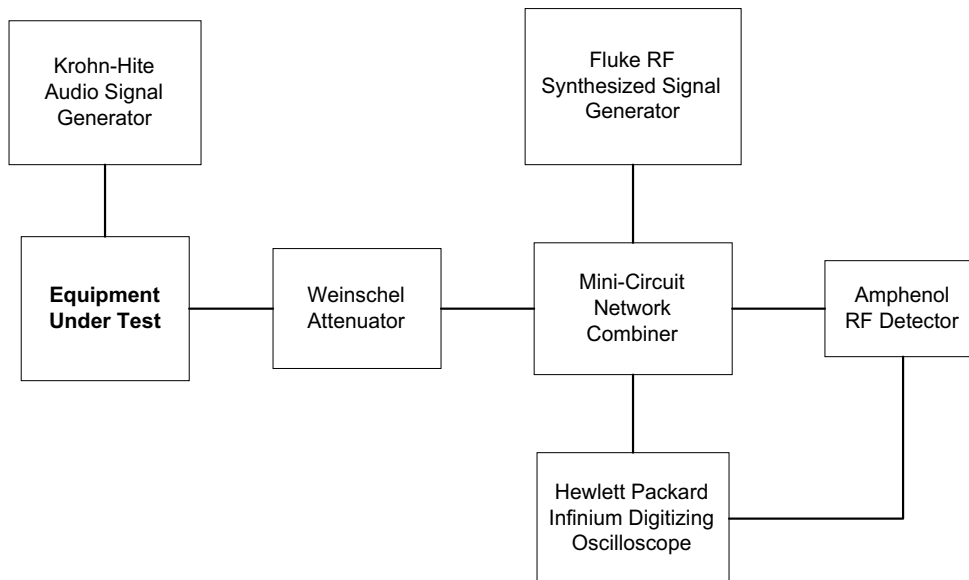 Krohn-Hite
Audio Signal
Generator
Fluke RF
Synthesized Signal
Generator
Equipment
Under Test
Weinschel
Attenuator
Mini-Circuit
Network
Combiner
Amphenol
RF Detector
Hewlett Packard
Infinium Digitizing
Oscilloscope